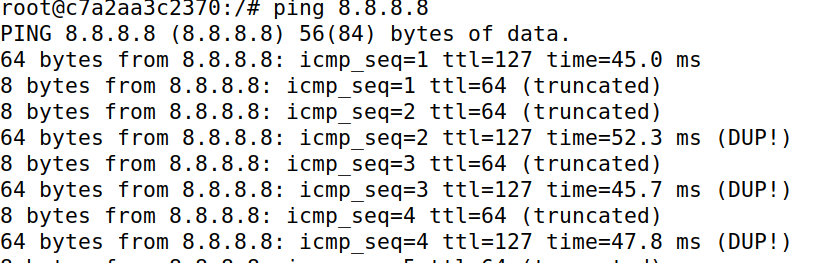 root@c7a2aa3c2370:/# ping 8.8.8.8
PING 8.8.8.8 (8.8.8.8) 56(84) bytes of data.
64 bytes from 8.8.8.8: icmp_seq=1 ttl=127 time=45.0 ms
8 bytes from 8.8.8.8: icmp_seq=1 ttl=64 (truncated)
8 bytes from 8.8.8.8: icmp_seq=2 ttl=64 (truncated)
64 bytes from 8.8.8.8: icmp_seq=2 ttl=127 time=52.3 ms (DUP!)
8 bytes from 8.8.8.8: icmp_seq=3 ttl=64 (truncated)
64 bytes from 8.8.8.8: icmp_seq=3 ttl=127 time=45.7 ms (DUP!)
8 bytes from 8.8.8.8: icmp_seq=4 ttl=64 (truncated)
64 bytes from 8.8.8.8: icmp_seq=4 ttl=127 time=47.8 ms (DUP!)